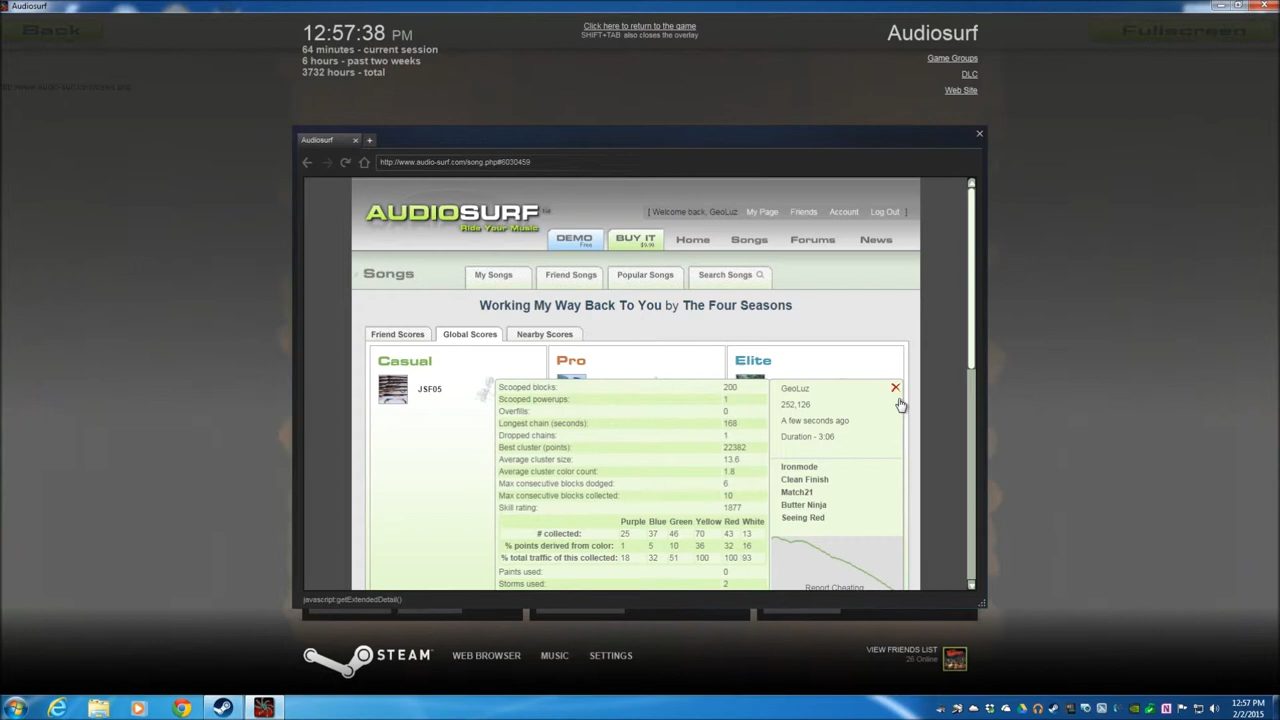 Audiosurf
Back
Fullscreen
12:57:38 PM
64 minutes - current session
6 hours - past two weeks
3732 hours - total
Click here to return to the game
SHIFT+TAB also closes the overlay
Audiosurf
Game Groups
DLC
Web Site
Audiosurf
http://www.audio-surf.com/song.php#6030459
AUDIOSURF
Ride Your Music
[ Welcome back, GeoLuz My Page Friends Account Log Out ]
DEMO
Free
BUY IT
$9.99
Home Songs Forums News
Songs
My Songs Friend Songs Popular Songs Search Songs
Working My Way Back To You by The Four Seasons
Friend Scores Global Scores Nearby Scores
Casual
Pro
Elite
JSF05
Scooped blocks: 200
Scooped powerups: 1
Overfills: 0
Longest chain (seconds): 168
Dropped chains: 1
Best cluster (points): 22382
Average cluster size: 13.6
Average cluster color count: 1.8
Max consecutive blocks dodged: 6
Max consecutive blocks collected: 10
Skill rating: 1877
Purple Blue Green Yellow Red White
# collected: 25 37 46 70 43 13
% points derived from color: 1 5 10 36 32 16
% total traffic of this collected: 18 32 51 100 100 93
Paints used: 0
Storms used: 2
GeoLuz
252,126
A few seconds ago
Duration - 3:06
Ironmode
Clean Finish
Match21
Butter Ninja
Seeing Red
Report Cheating
javascript:getExtendedDetail()
STEAM
WEB BROWSER MUSIC SETTINGS
VIEW FRIENDS LIST
26 Online
12:57 PM
2/2/2015